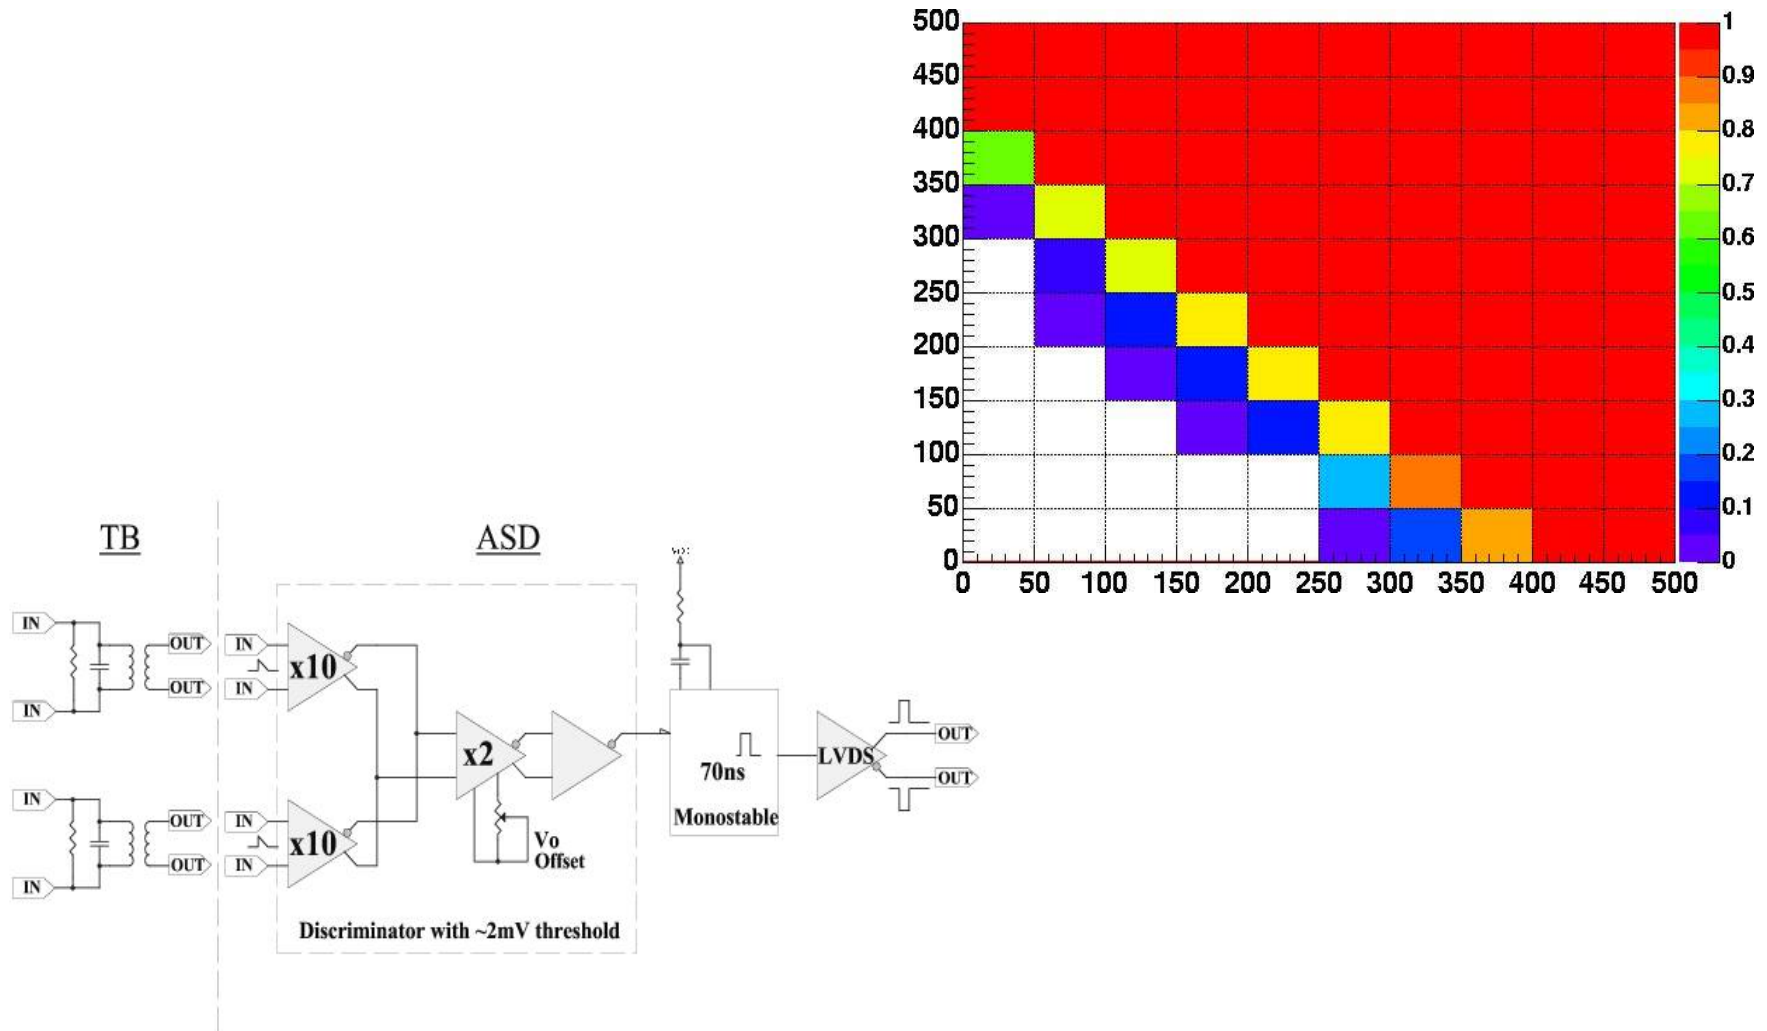 500
450
400
350
300
250
200
150
100
50
0
0 50 100 150 200 250 300 350 400 450 500
1
0.9
0.8
0.7
0.6
0.5
0.4
0.3
0.2
0.1
0
TB
ASD
IN
OUT
IN
x10
OUT
IN
IN
x2
70ns
Monostable
LVDS
OUT
OUT
IN
OUT
IN
x10
OUT
IN
IN
Vo
Offset
Discriminator with ~2mV threshold